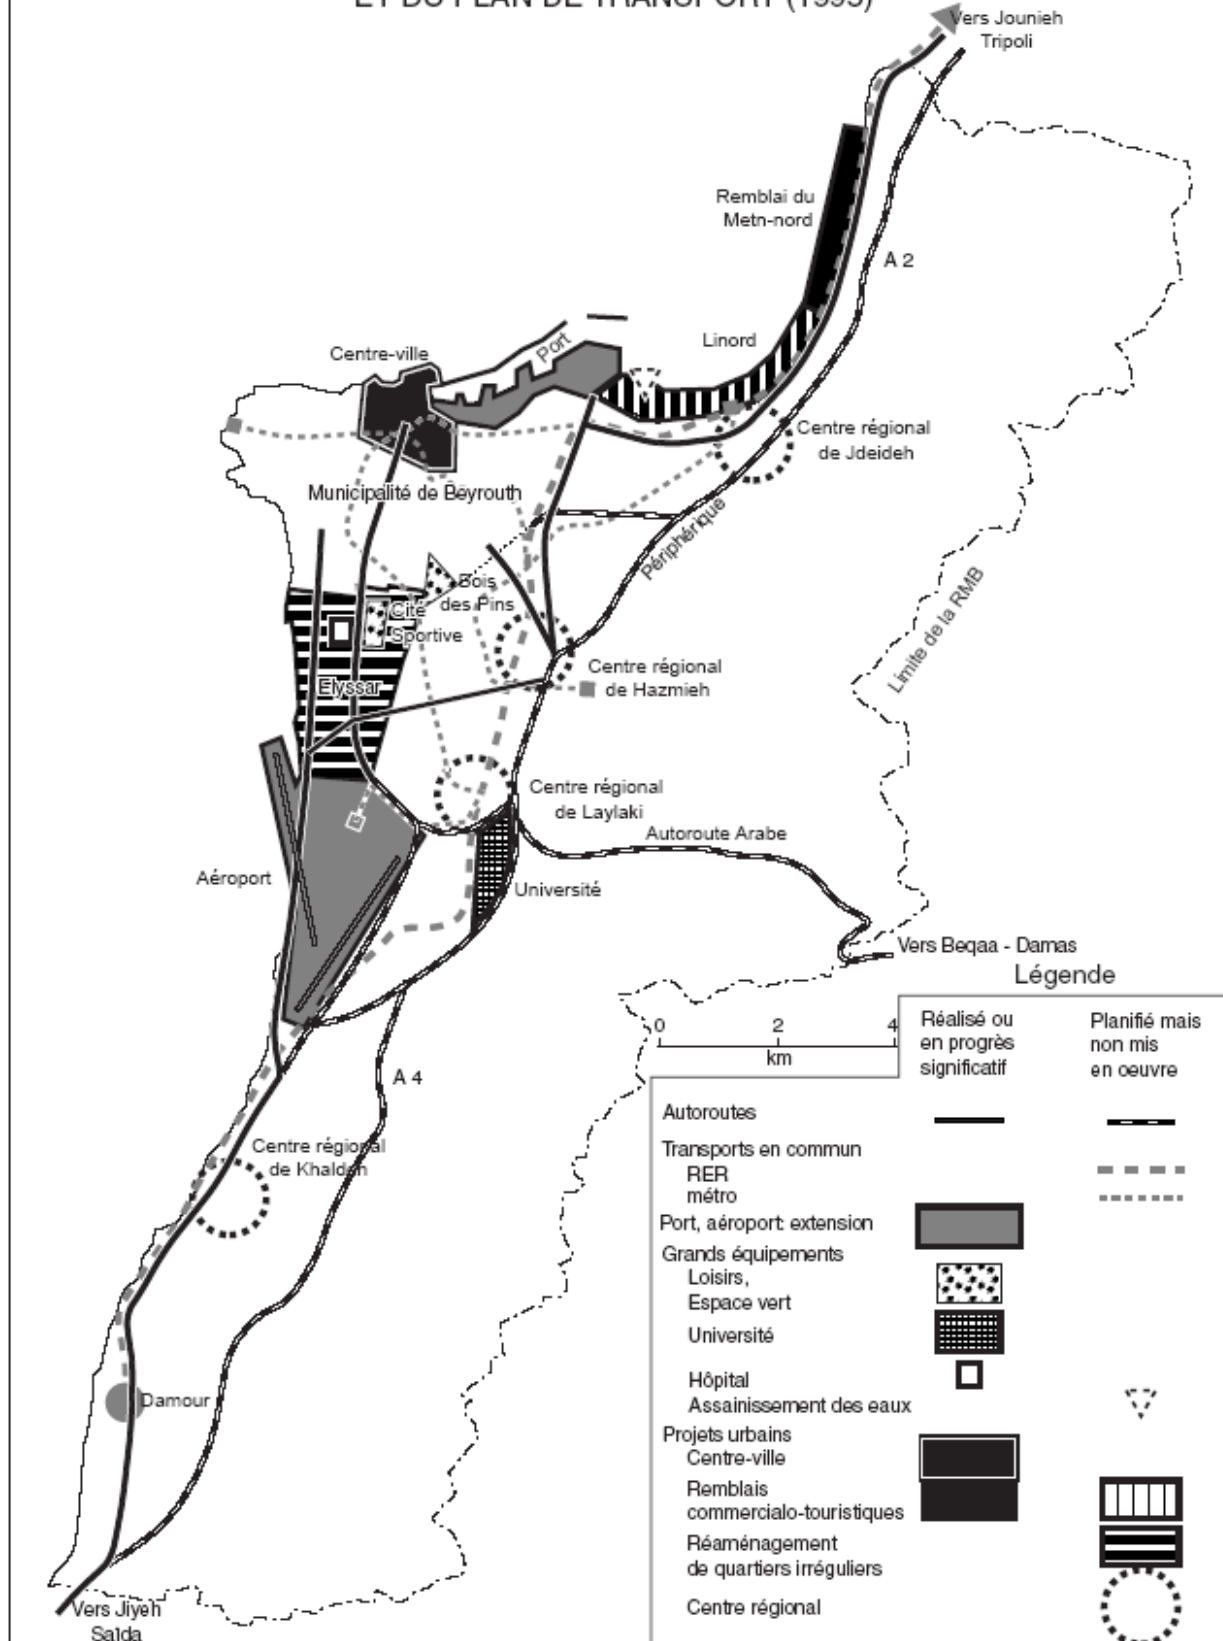 ET DU PLAN DE TRANSPORT (1995)
Vers Jounieh
Tripoli
Remblai du
Metn-nord
A 2
Linord
Port
Centre-ville
Centre régional
de Jdeideh
Municipalité de Beyrouth
Périphérique
Bois
des Pins
Cité
Sportive
Limite de la RMB
Centre régional
de Hazmieh
Elyssar
Centre régional
de Laylaki
Autoroute Arabe
Aéroport
Université
Vers Beqaa - Damas
A 4
Centre régional
de Khaldeh
Damour
Vers Jiyeh
Saïda
0 2 4
km
Légende
Réalisé ou
en progrès
significatif
Planifié mais
non mis
en oeuvre
Autoroutes
Transports en commun
RER
métro
Port, aéroport: extension
Grands équipements
Loisirs,
Espace vert
Université
Hôpital
Assainissement des eaux
Projets urbains
Centre-ville
Remblais
commercialo-touristiques
Réaménagement
de quartiers irréguliers
Centre régional